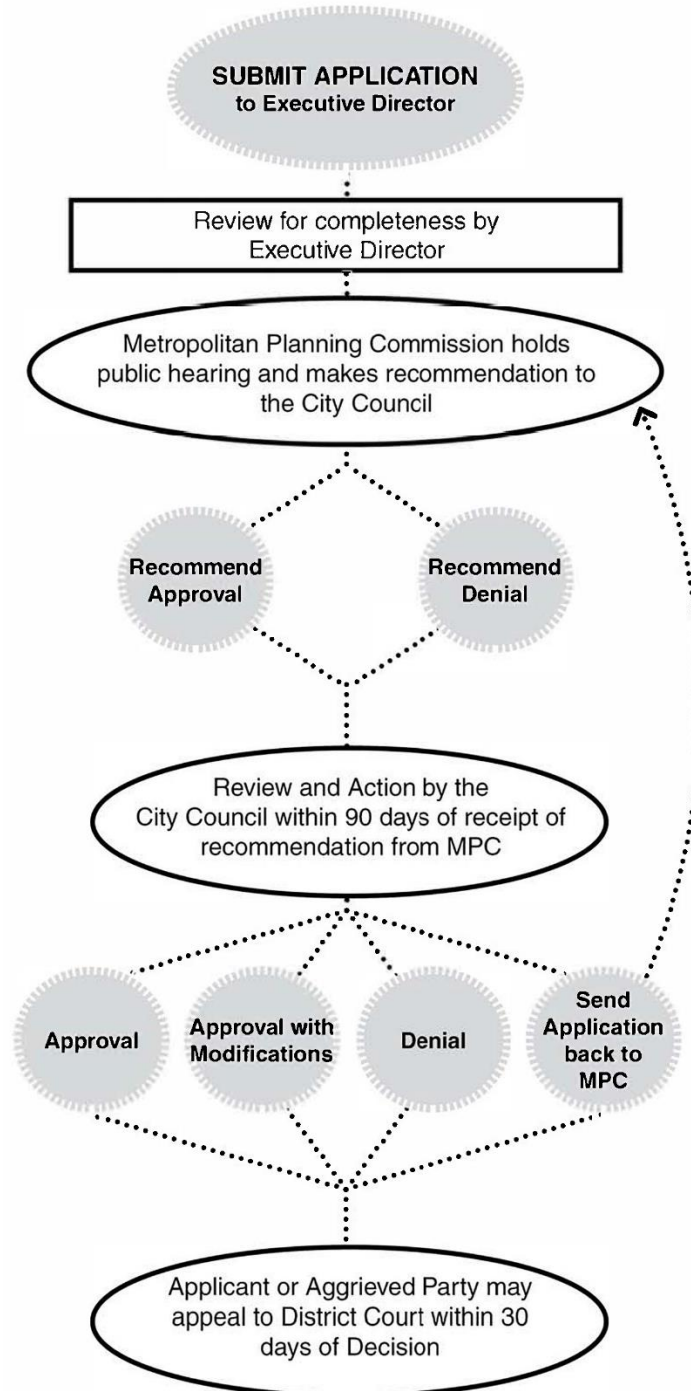 SUBMIT APPLICATION
to Executive Director
Review for completeness by
Executive Director
Metropolitan Planning Commission holds
public hearing and makes recommendation to
the City Council
Recommend
Approval
Recommend
Denial
Review and Action by the
City Council within 90 days of receipt of
recommendation from MPC
Approval
Approval with
Modifications
Denial
Send
Application
back to
MPC
Applicant or Aggrieved Party may
appeal to District Court within 30
days of Decision